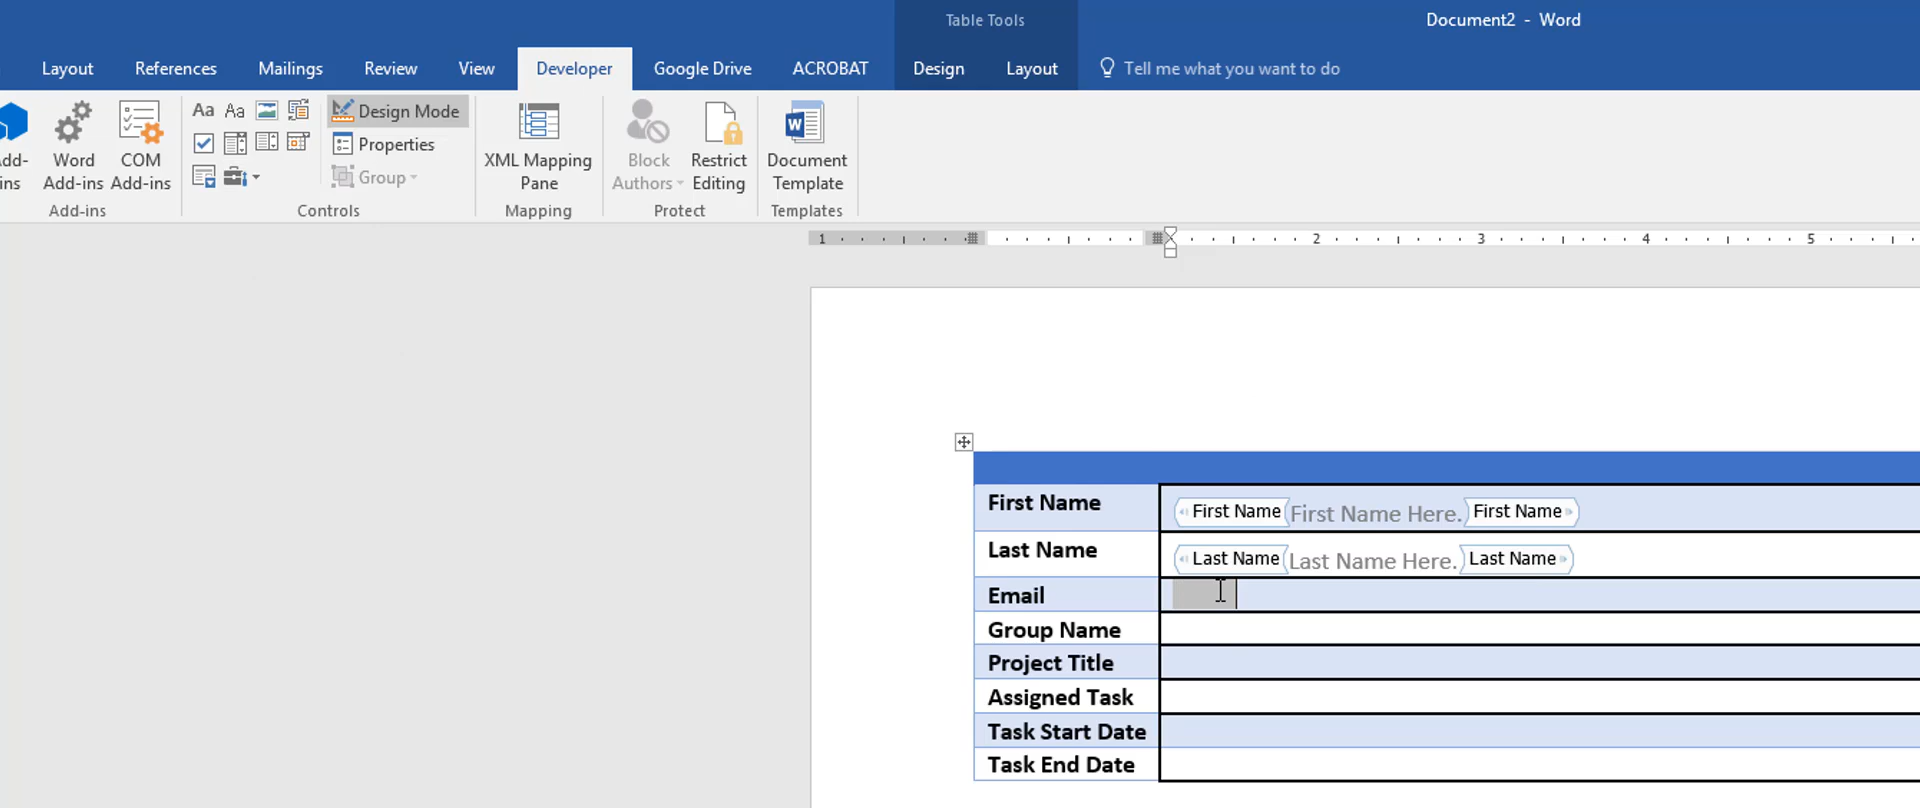 Table Tools
Document2 - Word
Layout References Mailings Review View Developer Google Drive ACROBAT Design Layout Tell me what you want to do
Aa Aa Design Mode
Properties
Group
Word Add-ins
COM Add-ins
XML Mapping Pane
Block Authors
Restrict Editing
Document Template
Add-ins Controls Mapping Protect Templates
1 2 3 4 5
First Name First Name First Name Here. First Name
Last Name Last Name Last Name Here. Last Name
Email
Group Name
Project Title
Assigned Task
Task Start Date
Task End Date